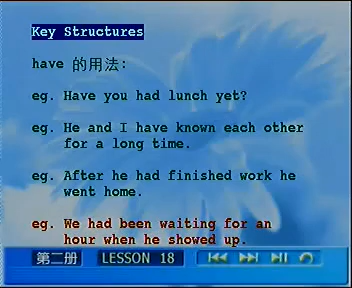 Key Structures
have 的用法:
eg. Have you had lunch yet?
eg. He and I have known each other
for a long time.
eg. After he had finished work he
went home.
eg. We had been waiting for an
hour when he showed up.
第二册 LESSON 18